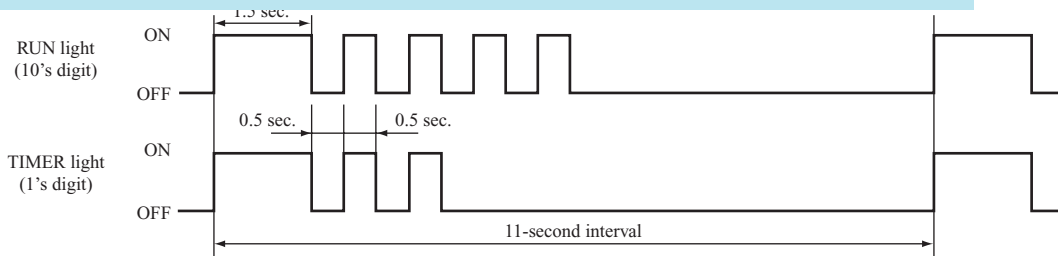 1.5 sec.
ON
RUN light
(10's digit)
OFF
0.5 sec.
0.5 sec.
ON
TIMER light
(1's digit)
OFF
11-second interval